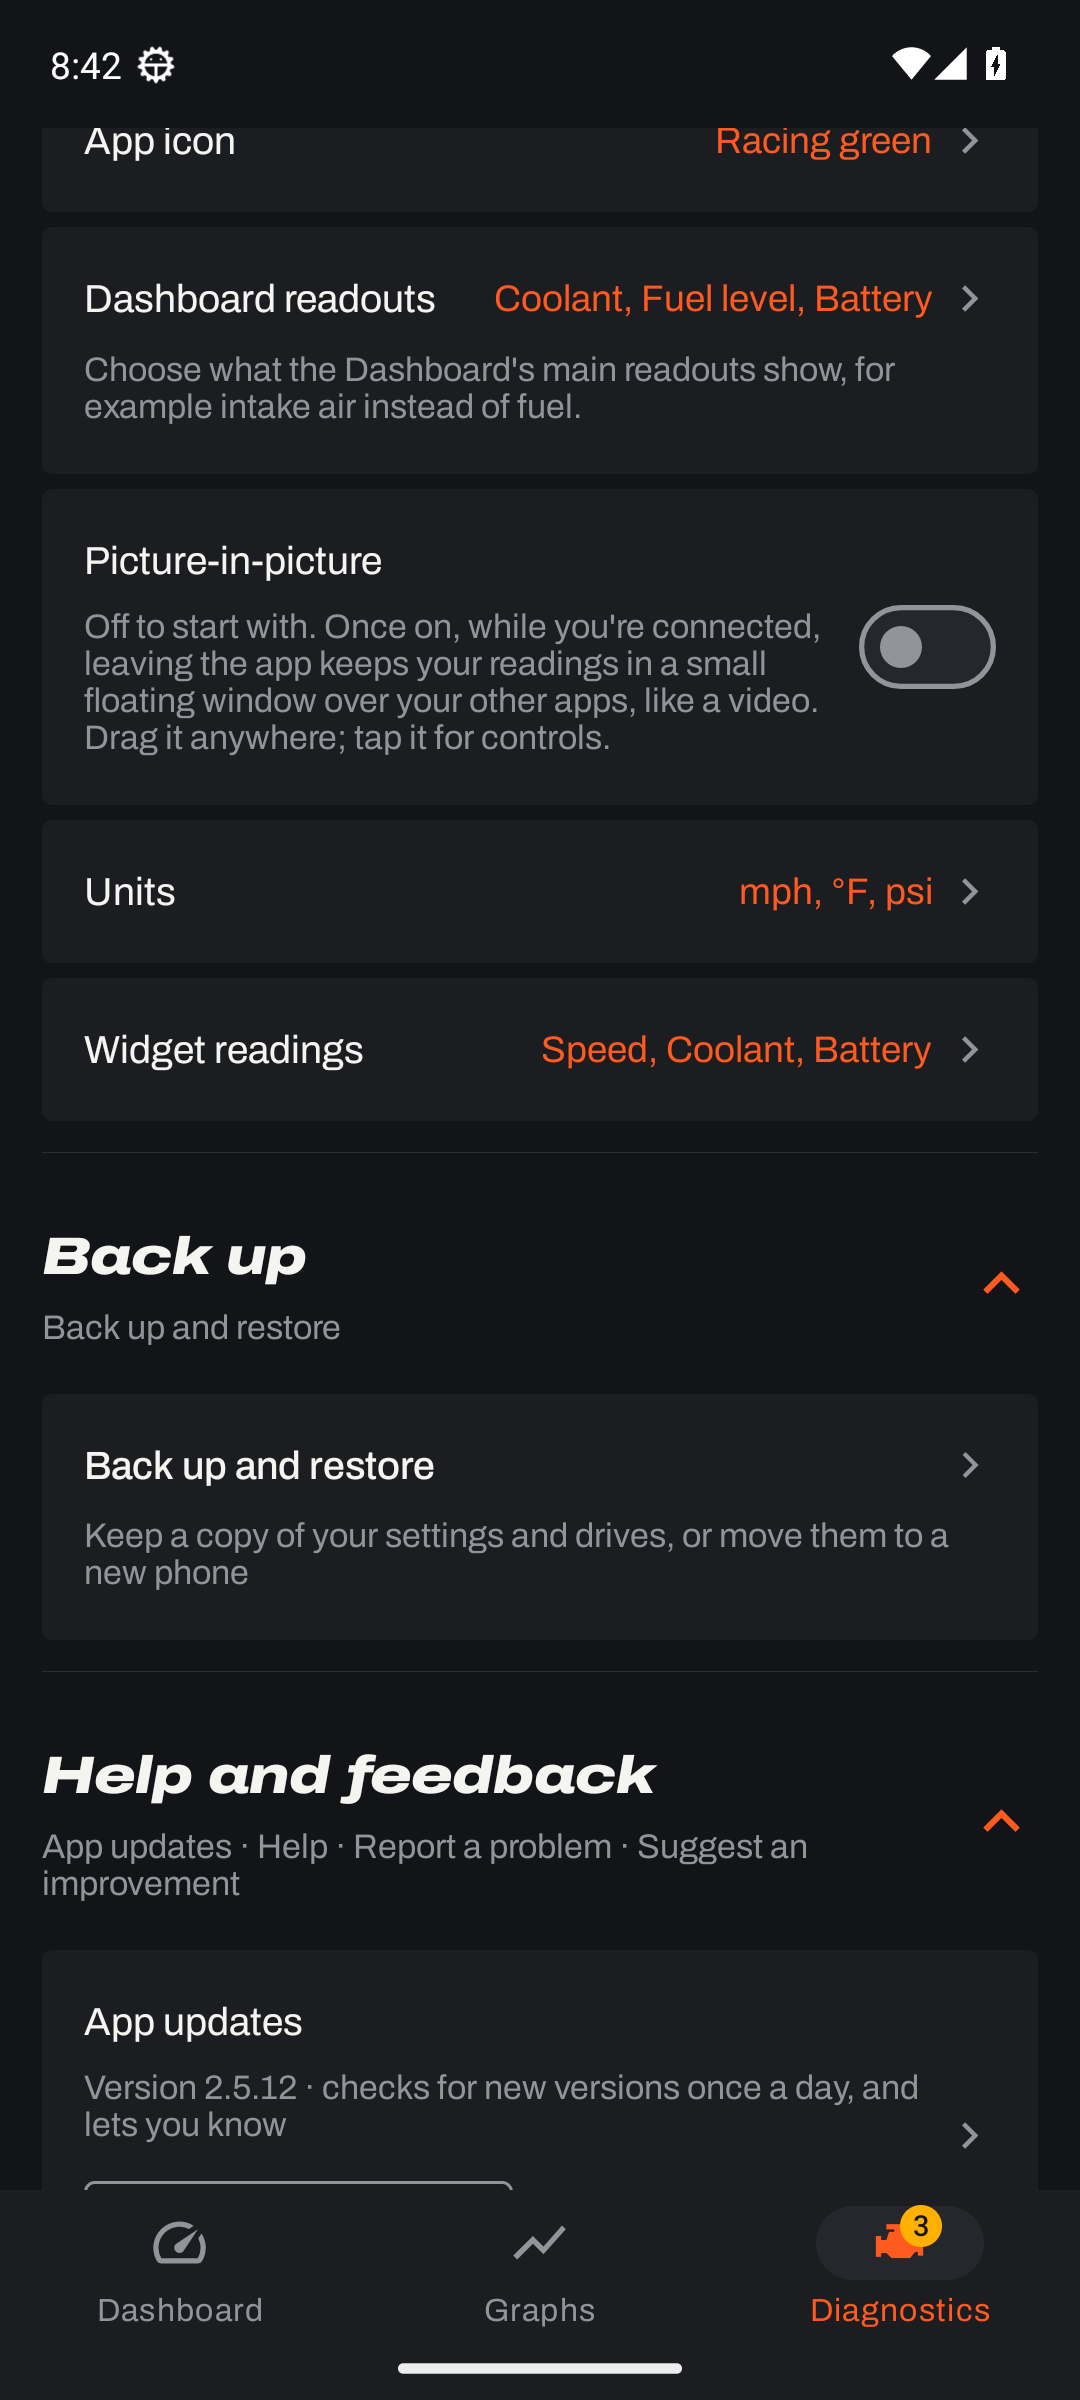 8:42
App icon
Racing green
Dashboard readouts
Coolant, Fuel level, Battery
Choose what the Dashboard's main readouts show, for
example intake air instead of fuel.
Picture-in-picture
Off to start with. Once on, while you're connected,
leaving the app keeps your readings in a small
floating window over your other apps, like a video.
Drag it anywhere; tap it for controls.
Units
mph, °F, psi
Widget readings
Speed, Coolant, Battery
Back up
Back up and restore
Back up and restore
Keep a copy of your settings and drives, or move them to a
new phone
Help and feedback
App updates · Help · Report a problem · Suggest an
improvement
App updates
Version 2.5.12 · checks for new versions once a day, and
lets you know
3
Dashboard
Graphs
Diagnostics